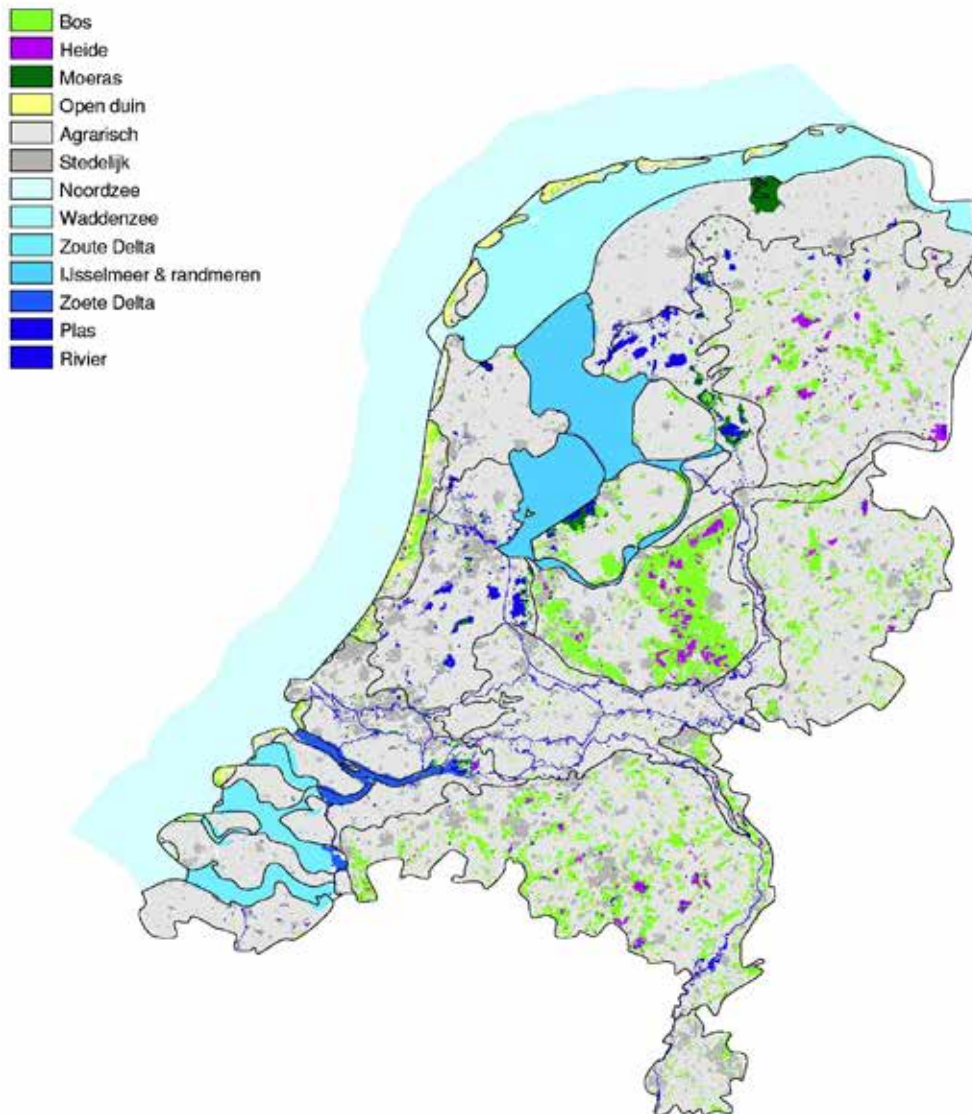 Bos
Heide
Moeras
Open duin
Agrarisch
Stedelijk
Noordzee
Waddenzee
Zoute Delta
IJsselmeer & randmeren
Zoete Delta
Plas
Rivier